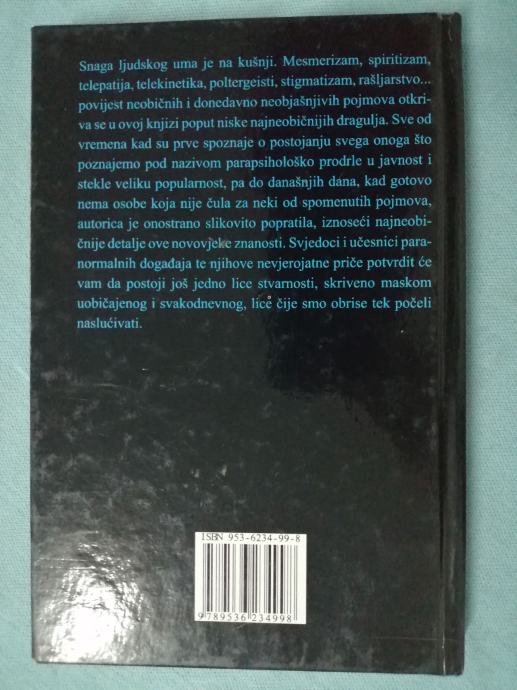 Snaga ljudskog uma je na kušnji. Mesmerizam, spiritizam,
telepatija, telekinetika, poltergeisti, stigmatizam, rašljarstvo...
povijest neobičnih i donedavno neobjašnjivih pojmova otkri-
va se u ovoj knjizi poput niske najneobičnijih dragulja. Sve od
vremena kad su prve spoznaje o postojanju svega onoga što
poznajemo pod nazivom parapsihološko prodrle u javnost i
stekle veliku popularnost, pa do današnjih dana, kad gotovo
nema osobe koja nije čula za neki od spomenutih pojmova,
autorica je onostrano slikovito popratila, iznoseći najneobi-
čnije detalje ove novovjeke znanosti. Svjedoci i učesnici para-
normalnih događaja te njihove nevjerojatne priče potvrdit će
vam da postoji još jedno lice stvarnosti, skriveno maskom
uobičajenog i svakodnevnog, lice čije smo obrise tek počeli
naslućivati.
ISBN 953-6234-99-8
9 789536 234998